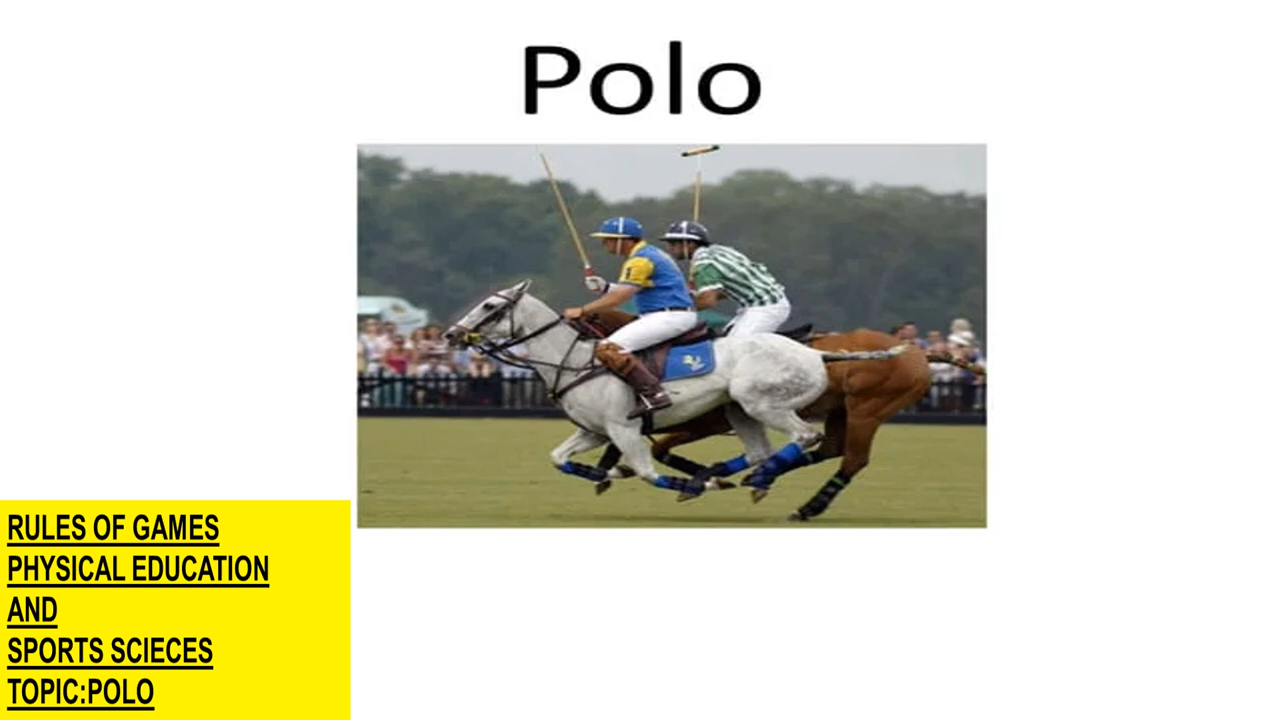 Polo
RULES OF GAMES
PHYSICAL EDUCATION
AND
SPORTS SCIECES
TOPIC:POLO